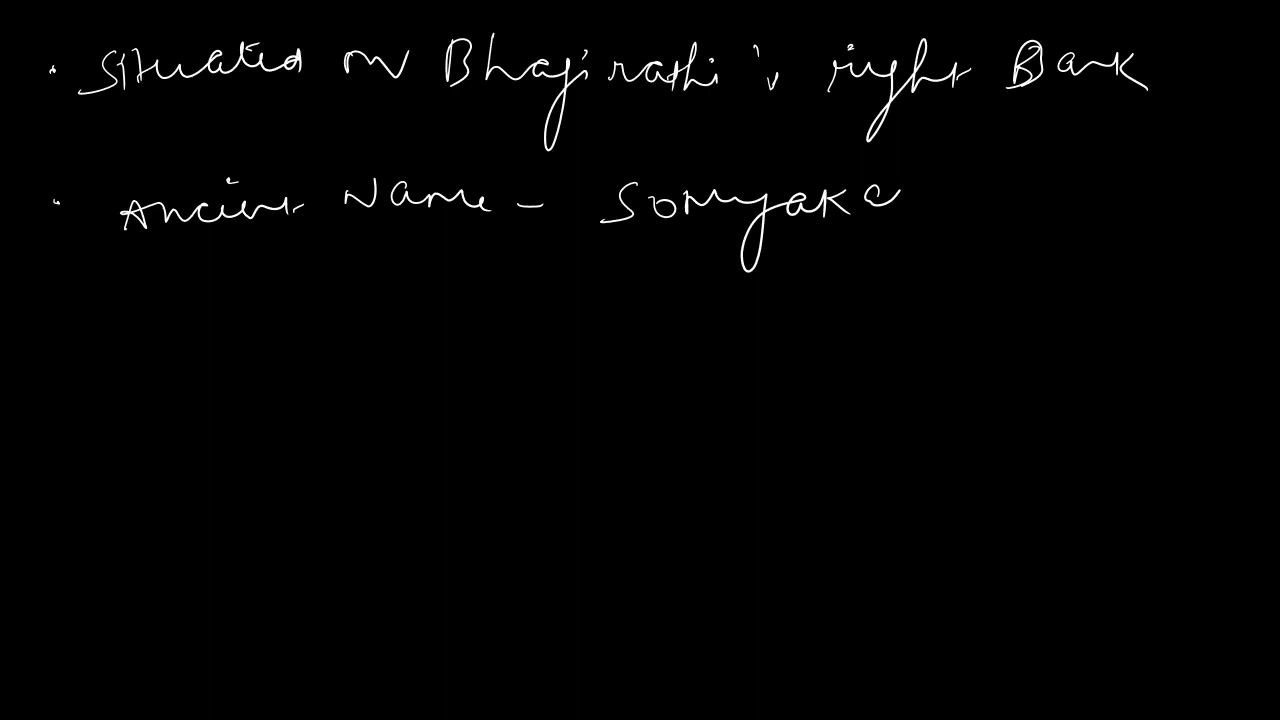 • Situated on Bhagirathi's right Bank
• Ancient Name - Somyaka